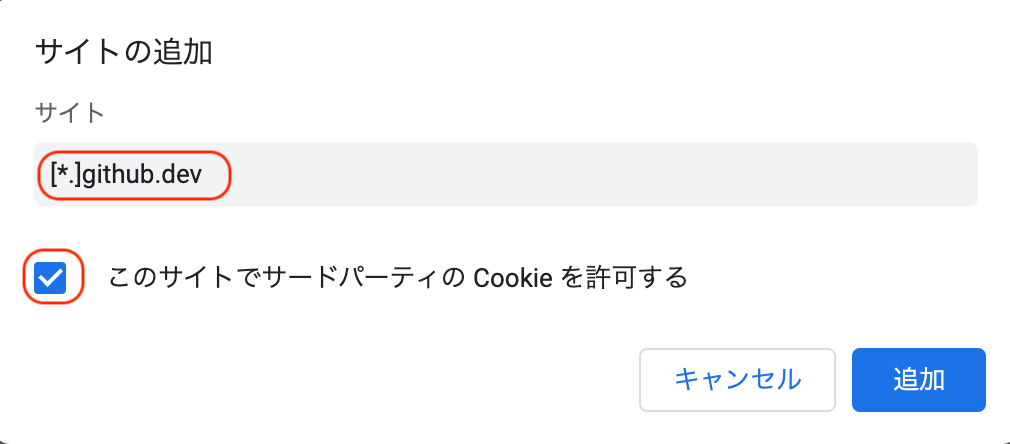 サイトの追加
サイト
[*.]github.dev
このサイトでサードパーティの Cookie を許可する
キャンセル
追加